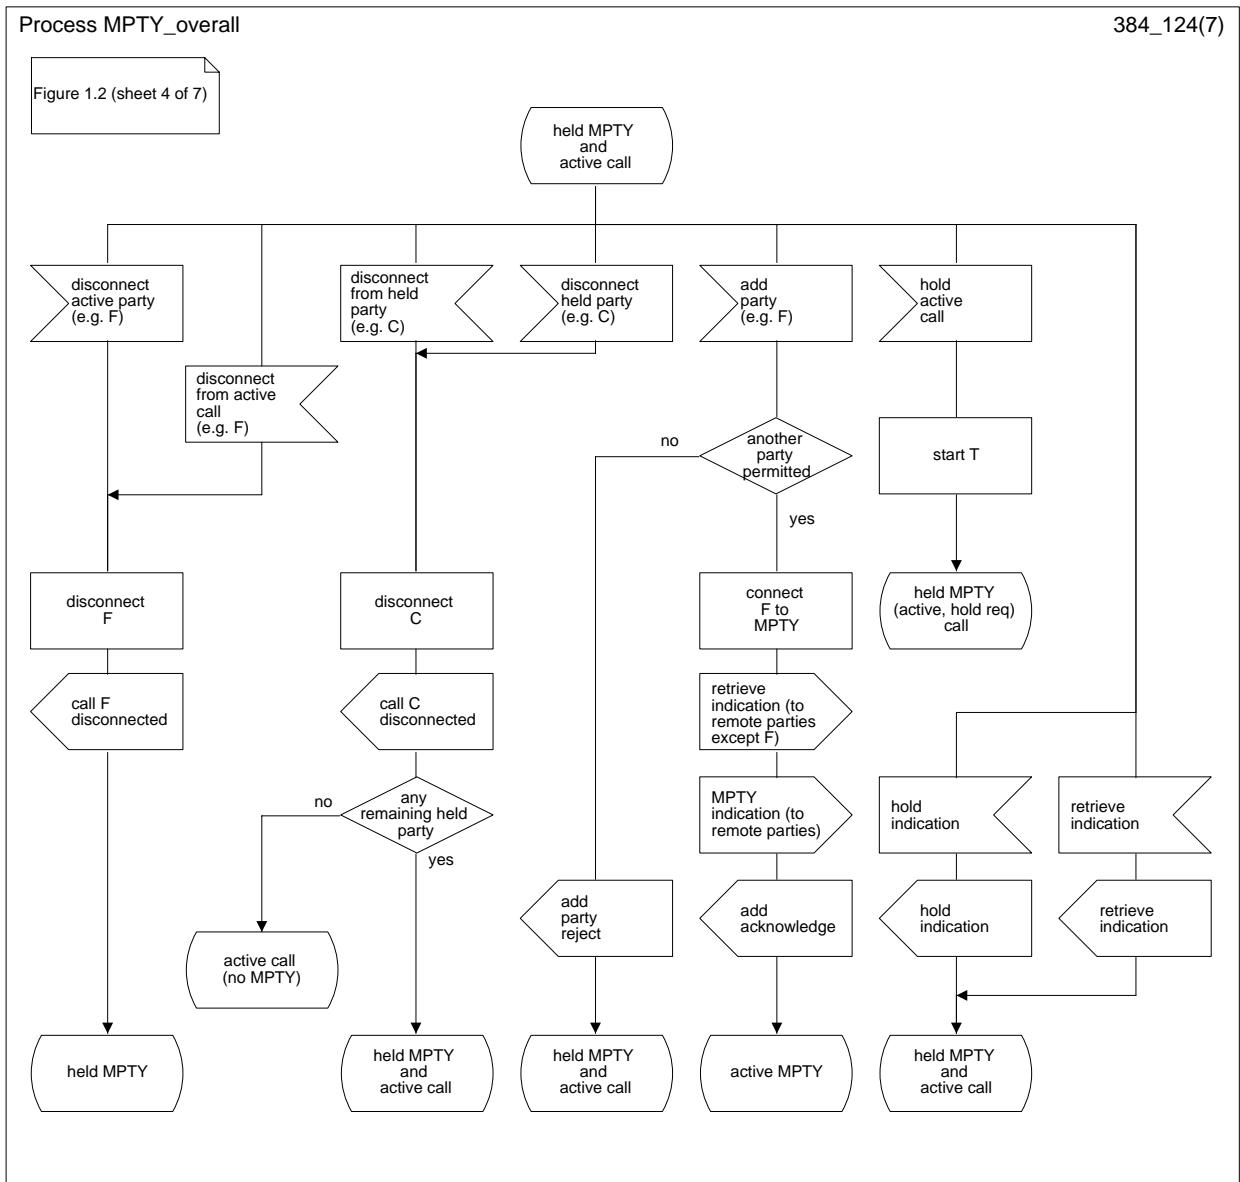 Process MPTY_overall
384_124(7)
Figure 1.2 (sheet 4 of 7)
held MPTY
and
active call
disconnect
active party
(e.g. F)
disconnect
from active
call
(e.g. F)
disconnect
from held
party
(e.g. C)
disconnect
held party
(e.g. C)
add
party
(e.g. F)
hold
active
call
no
another
party
permitted
yes
start T
disconnect
F
disconnect
C
connect
F to
MPTY
held MPTY
(active, hold req)
call
call F
disconnected
call C
disconnected
retrieve
indication (to
remote parties
except F)
no
any
remaining held
party
yes
MPTY
indication (to
remote parties)
hold
indication
retrieve
indication
add
party
reject
add
acknowledge
hold
indication
retrieve
indication
active call
(no MPTY)
held MPTY
held MPTY
and
active call
held MPTY
and
active call
active MPTY
held MPTY
and
active call